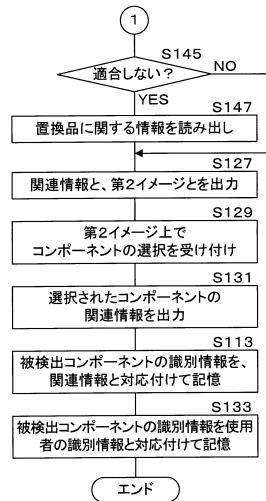 1
S145
適合しない?
NO
YES
S147
置換品に関する情報を読み出し
S127
関連情報と、第2イメージとを出力
S129
第2イメージ上で
コンポーネントの選択を受け付け
S131
選択されたコンポーネントの
関連情報を出力
S113
被検出コンポーネントの識別情報を、
関連情報と対応付けて記憶
S133
被検出コンポーネントの識別情報を使用
者の識別情報と対応付けて記憶
エンド